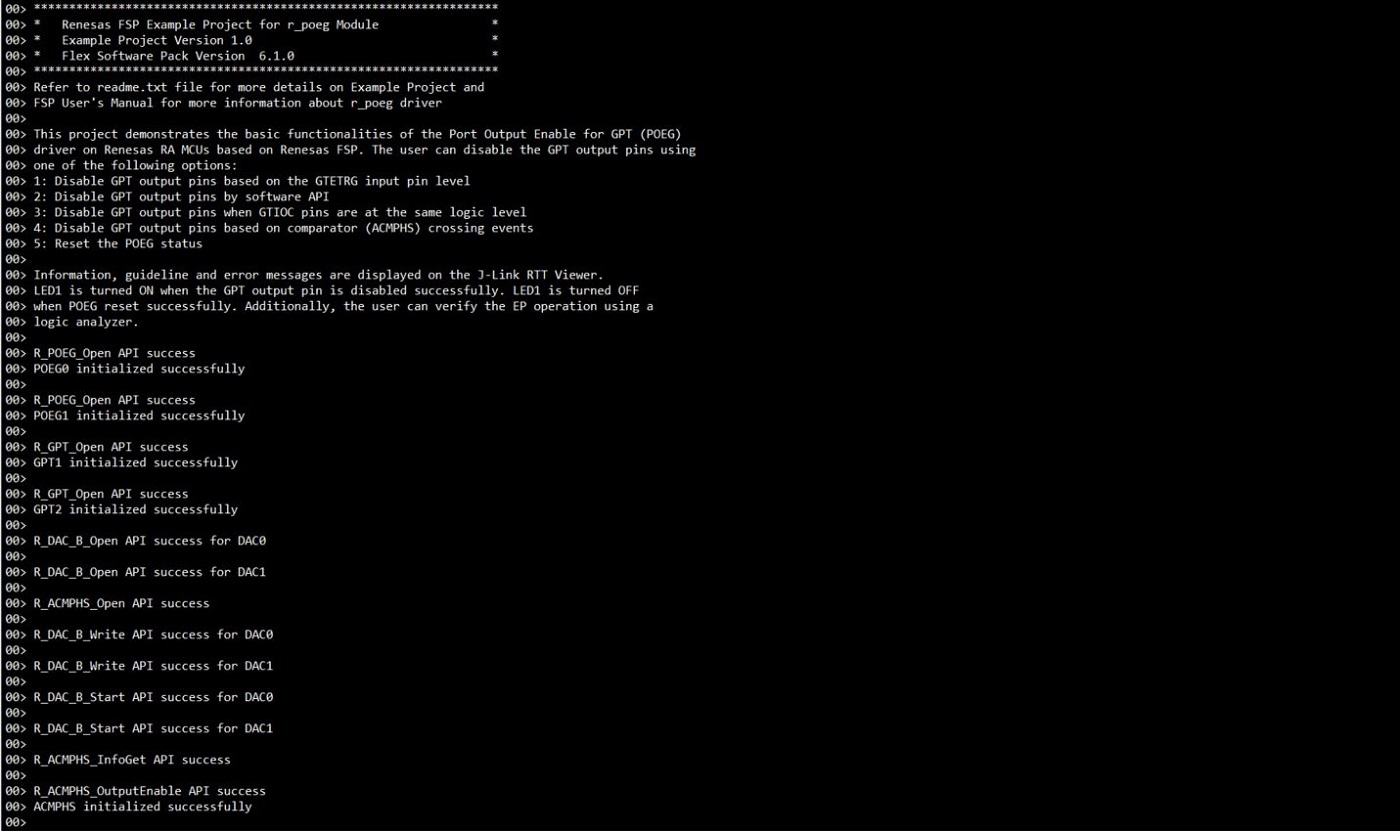 00> ******************************************************************
00> *   Renesas FSP Example Project for r_poeg Module                *
00> *   Example Project Version 1.0                                  *
00> *   Flex Software Pack Version  6.1.0                            *
00> ******************************************************************
00> Refer to readme.txt file for more details on Example Project and
00> FSP User's Manual for more information about r_poeg driver
00>
00> This project demonstrates the basic functionalities of the Port Output Enable for GPT (POEG)
00> driver on Renesas RA MCUs based on Renesas FSP. The user can disable the GPT output pins using
00> one of the following options:
00> 1: Disable GPT output pins based on the GTETRG input pin level
00> 2: Disable GPT output pins by software API
00> 3: Disable GPT output pins when GTIOC pins are at the same logic level
00> 4: Disable GPT output pins based on comparator (ACMPHS) crossing events
00> 5: Reset the POEG status
00>
00> Information, guideline and error messages are displayed on the J-Link RTT Viewer.
00> LED1 is turned ON when the GPT output pin is disabled successfully. LED1 is turned OFF
00> when POEG reset successfully. Additionally, the user can verify the EP operation using a
00> logic analyzer.
00>
00> R_POEG_Open API success
00> POEG0 initialized successfully
00>
00> R_POEG_Open API success
00> POEG1 initialized successfully
00>
00> R_GPT_Open API success
00> GPT1 initialized successfully
00>
00> R_GPT_Open API success
00> GPT2 initialized successfully
00>
00> R_DAC_B_Open API success for DAC0
00>
00> R_DAC_B_Open API success for DAC1
00>
00> R_ACMPHS_Open API success
00>
00> R_DAC_B_Write API success for DAC0
00>
00> R_DAC_B_Write API success for DAC1
00>
00> R_DAC_B_Start API success for DAC0
00>
00> R_DAC_B_Start API success for DAC1
00>
00> R_ACMPHS_InfoGet API success
00>
00> R_ACMPHS_OutputEnable API success
00> ACMPHS initialized successfully
00>